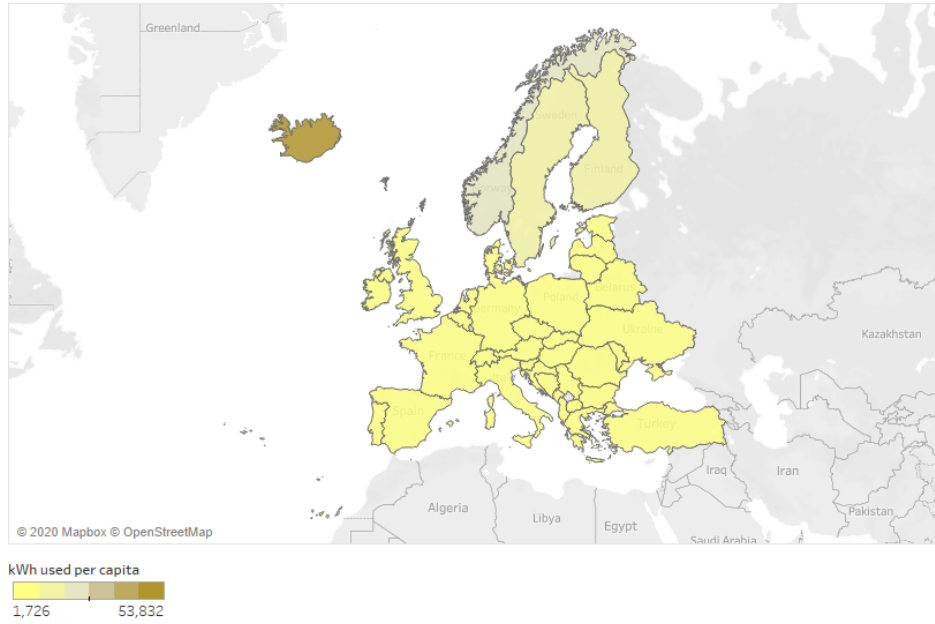 Greenland
Sweden
Finland
Norway
Belarus
Poland
Germany
Ukraine
Kazakhstan
France
Spain
Turkey
Iraq
Iran
Algeria
Libya
Egypt
Pakistan
Saudi Arabia
© 2020 Mapbox © OpenStreetMap
kWh used per capita
1,726 53,832